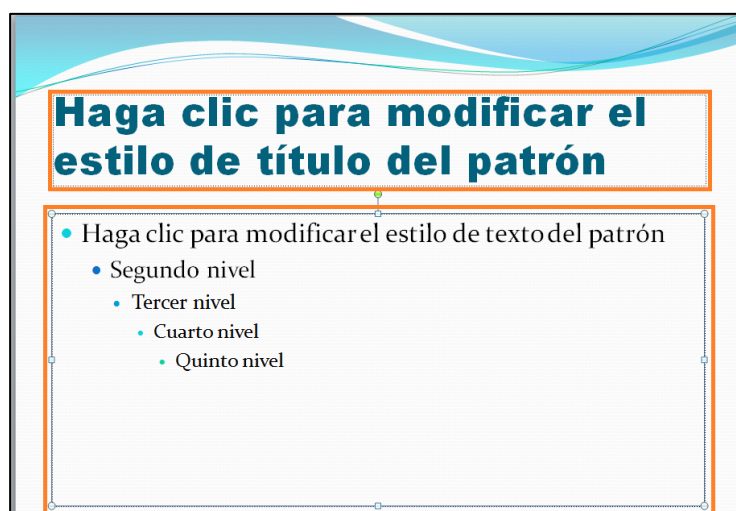 Haga clic para modificar el
estilo de título del patrón
Haga clic para modificar el estilo de texto del patrón
Segundo nivel
Tercer nivel
Cuarto nivel
Quinto nivel